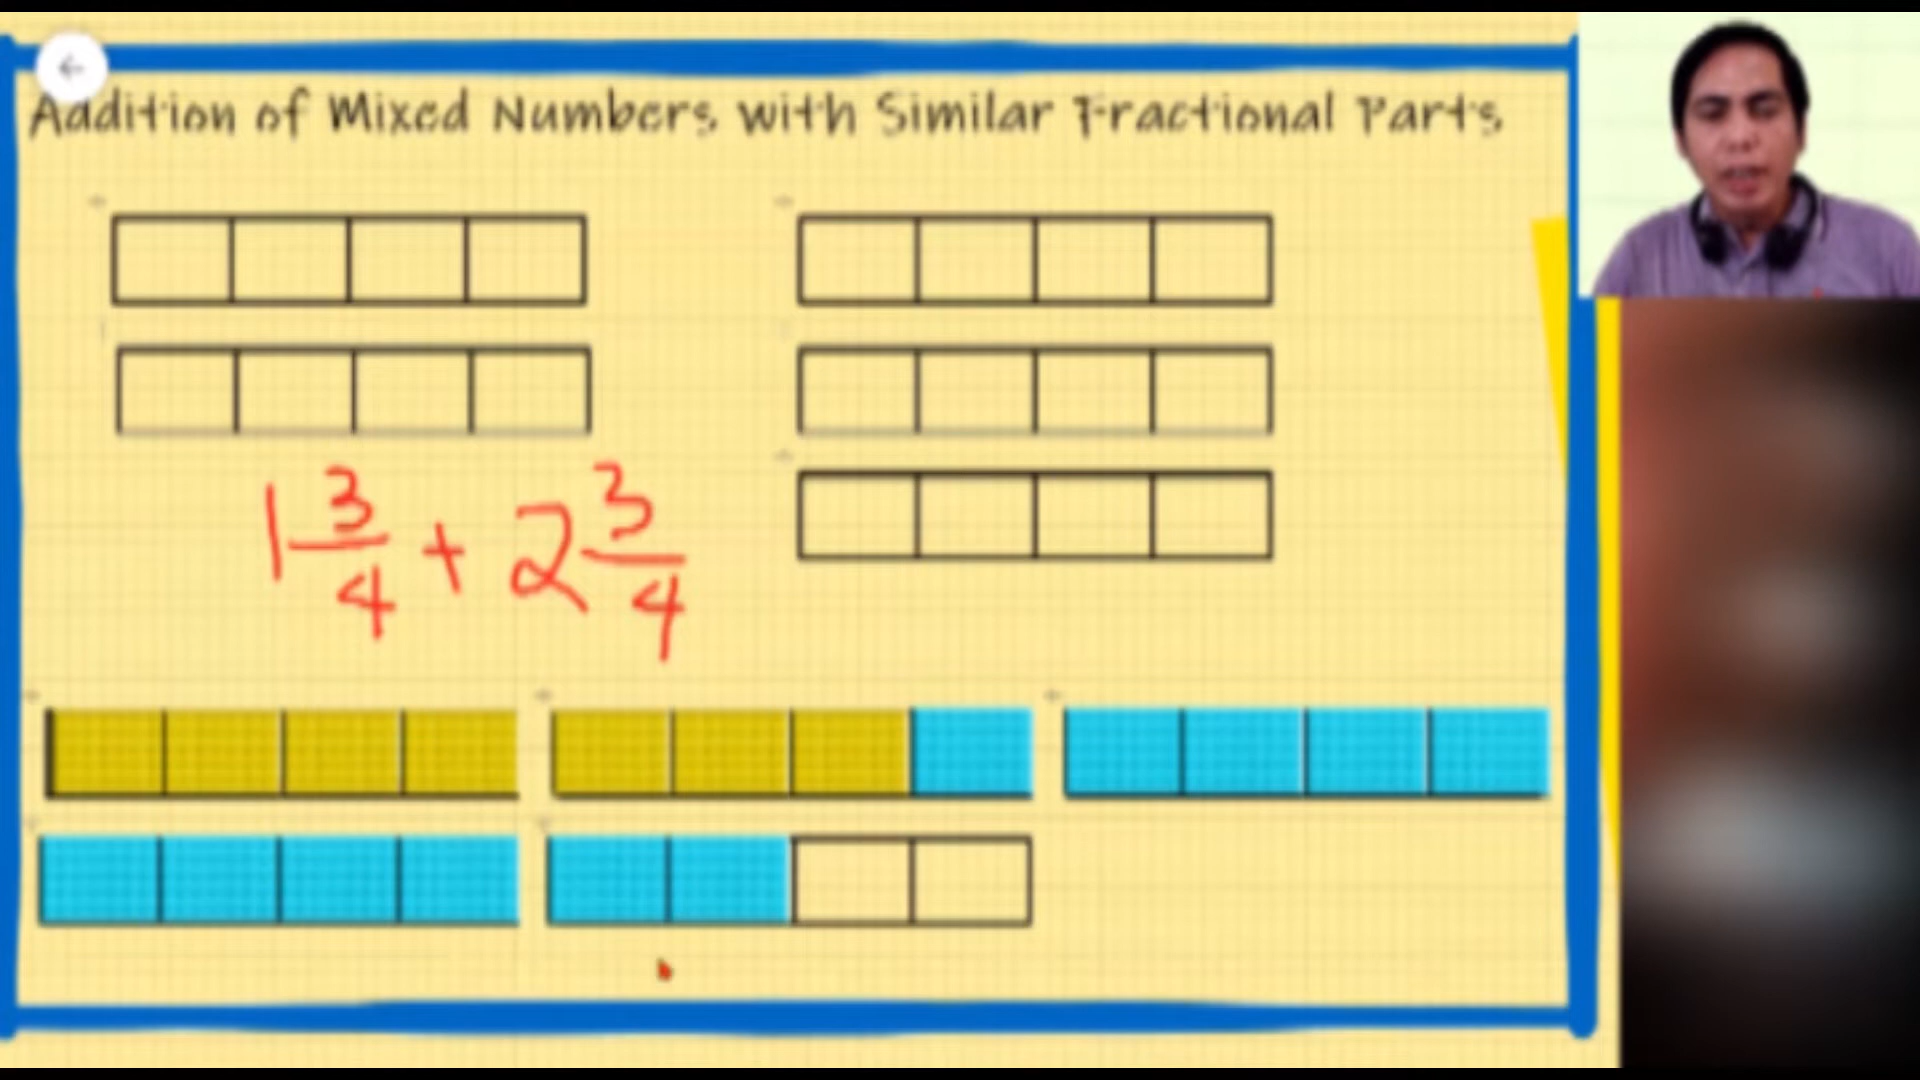 Addition of Mixed Numbers with Similar Fractional Parts
1 3/4 + 2 3/4